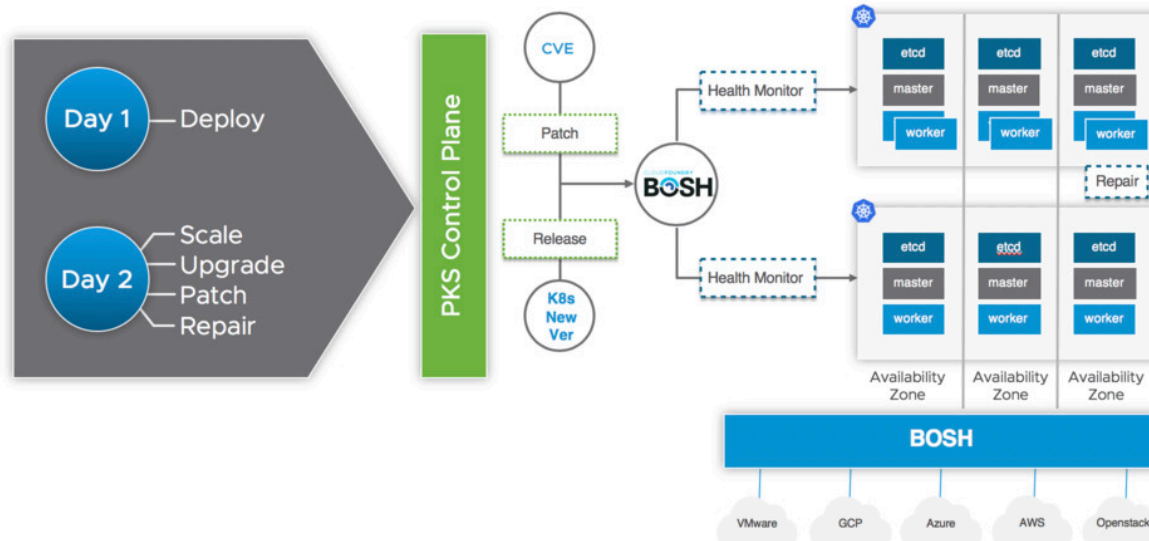 Day 1
Deploy
Day 2
Scale
Upgrade
Patch
Repair
PKS Control Plane
CVE
Patch
Release
K8s
New
Ver
CLOUD FOUNDRY
BOSH
Health Monitor
Health Monitor
etcd
etcd
etcd
master
master
master
worker
worker
worker
Repair
etcd
etcd
etcd
master
master
master
worker
worker
worker
Availability
Zone
Availability
Zone
Availability
Zone
BOSH
VMware
GCP
Azure
AWS
Openstack